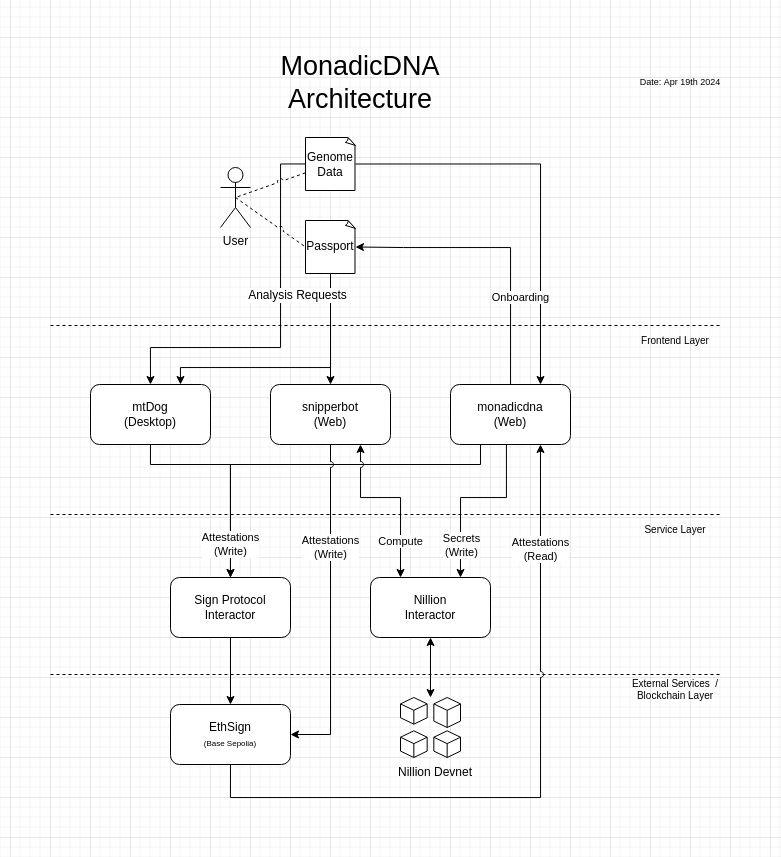 MonadicDNA
Architecture
Date: Apr 19th 2024
Genome
Data
User
Passport
Analysis Requests
Onboarding
Frontend Layer
mtDog
(Desktop)
snipperbot
(Web)
monadicdna
(Web)
Service Layer
Attestations
(Write)
Attestations
(Write)
Compute
Secrets
(Write)
Attestations
(Read)
Sign Protocol
Interactor
Nillion
Interactor
External Services /
Blockchain Layer
EthSign
(Base Sepolia)
Nillion Devnet